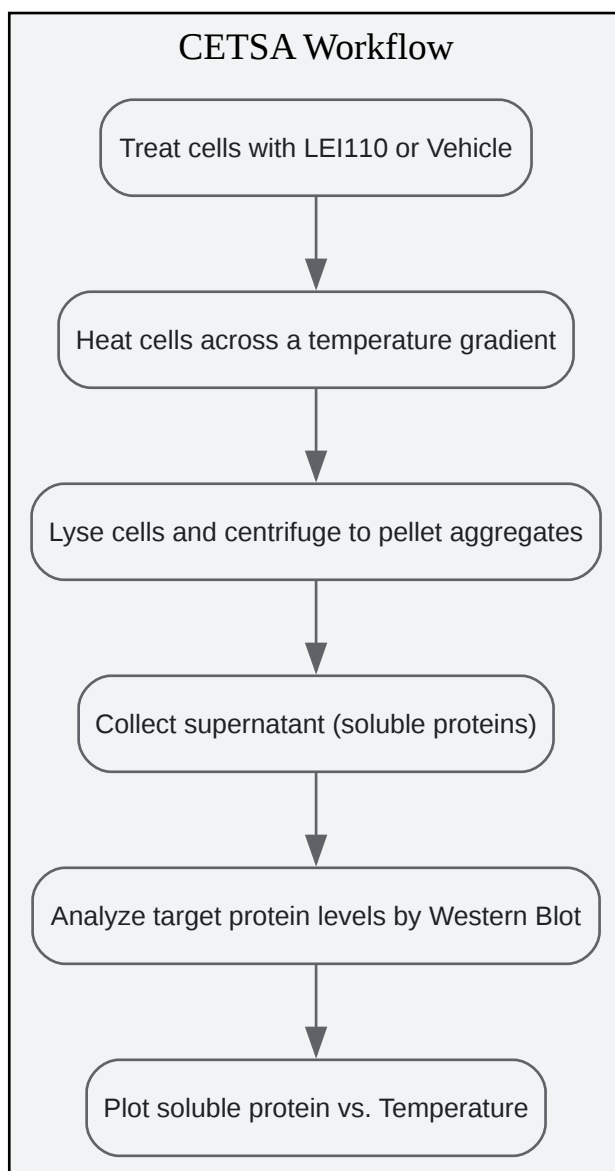 CETSA Workflow
Treat cells with LEI110 or Vehicle
Heat cells across a temperature gradient
Lyse cells and centrifuge to pellet aggregates
Collect supernatant (soluble proteins)
Analyze target protein levels by Western Blot
Plot soluble protein vs. Temperature